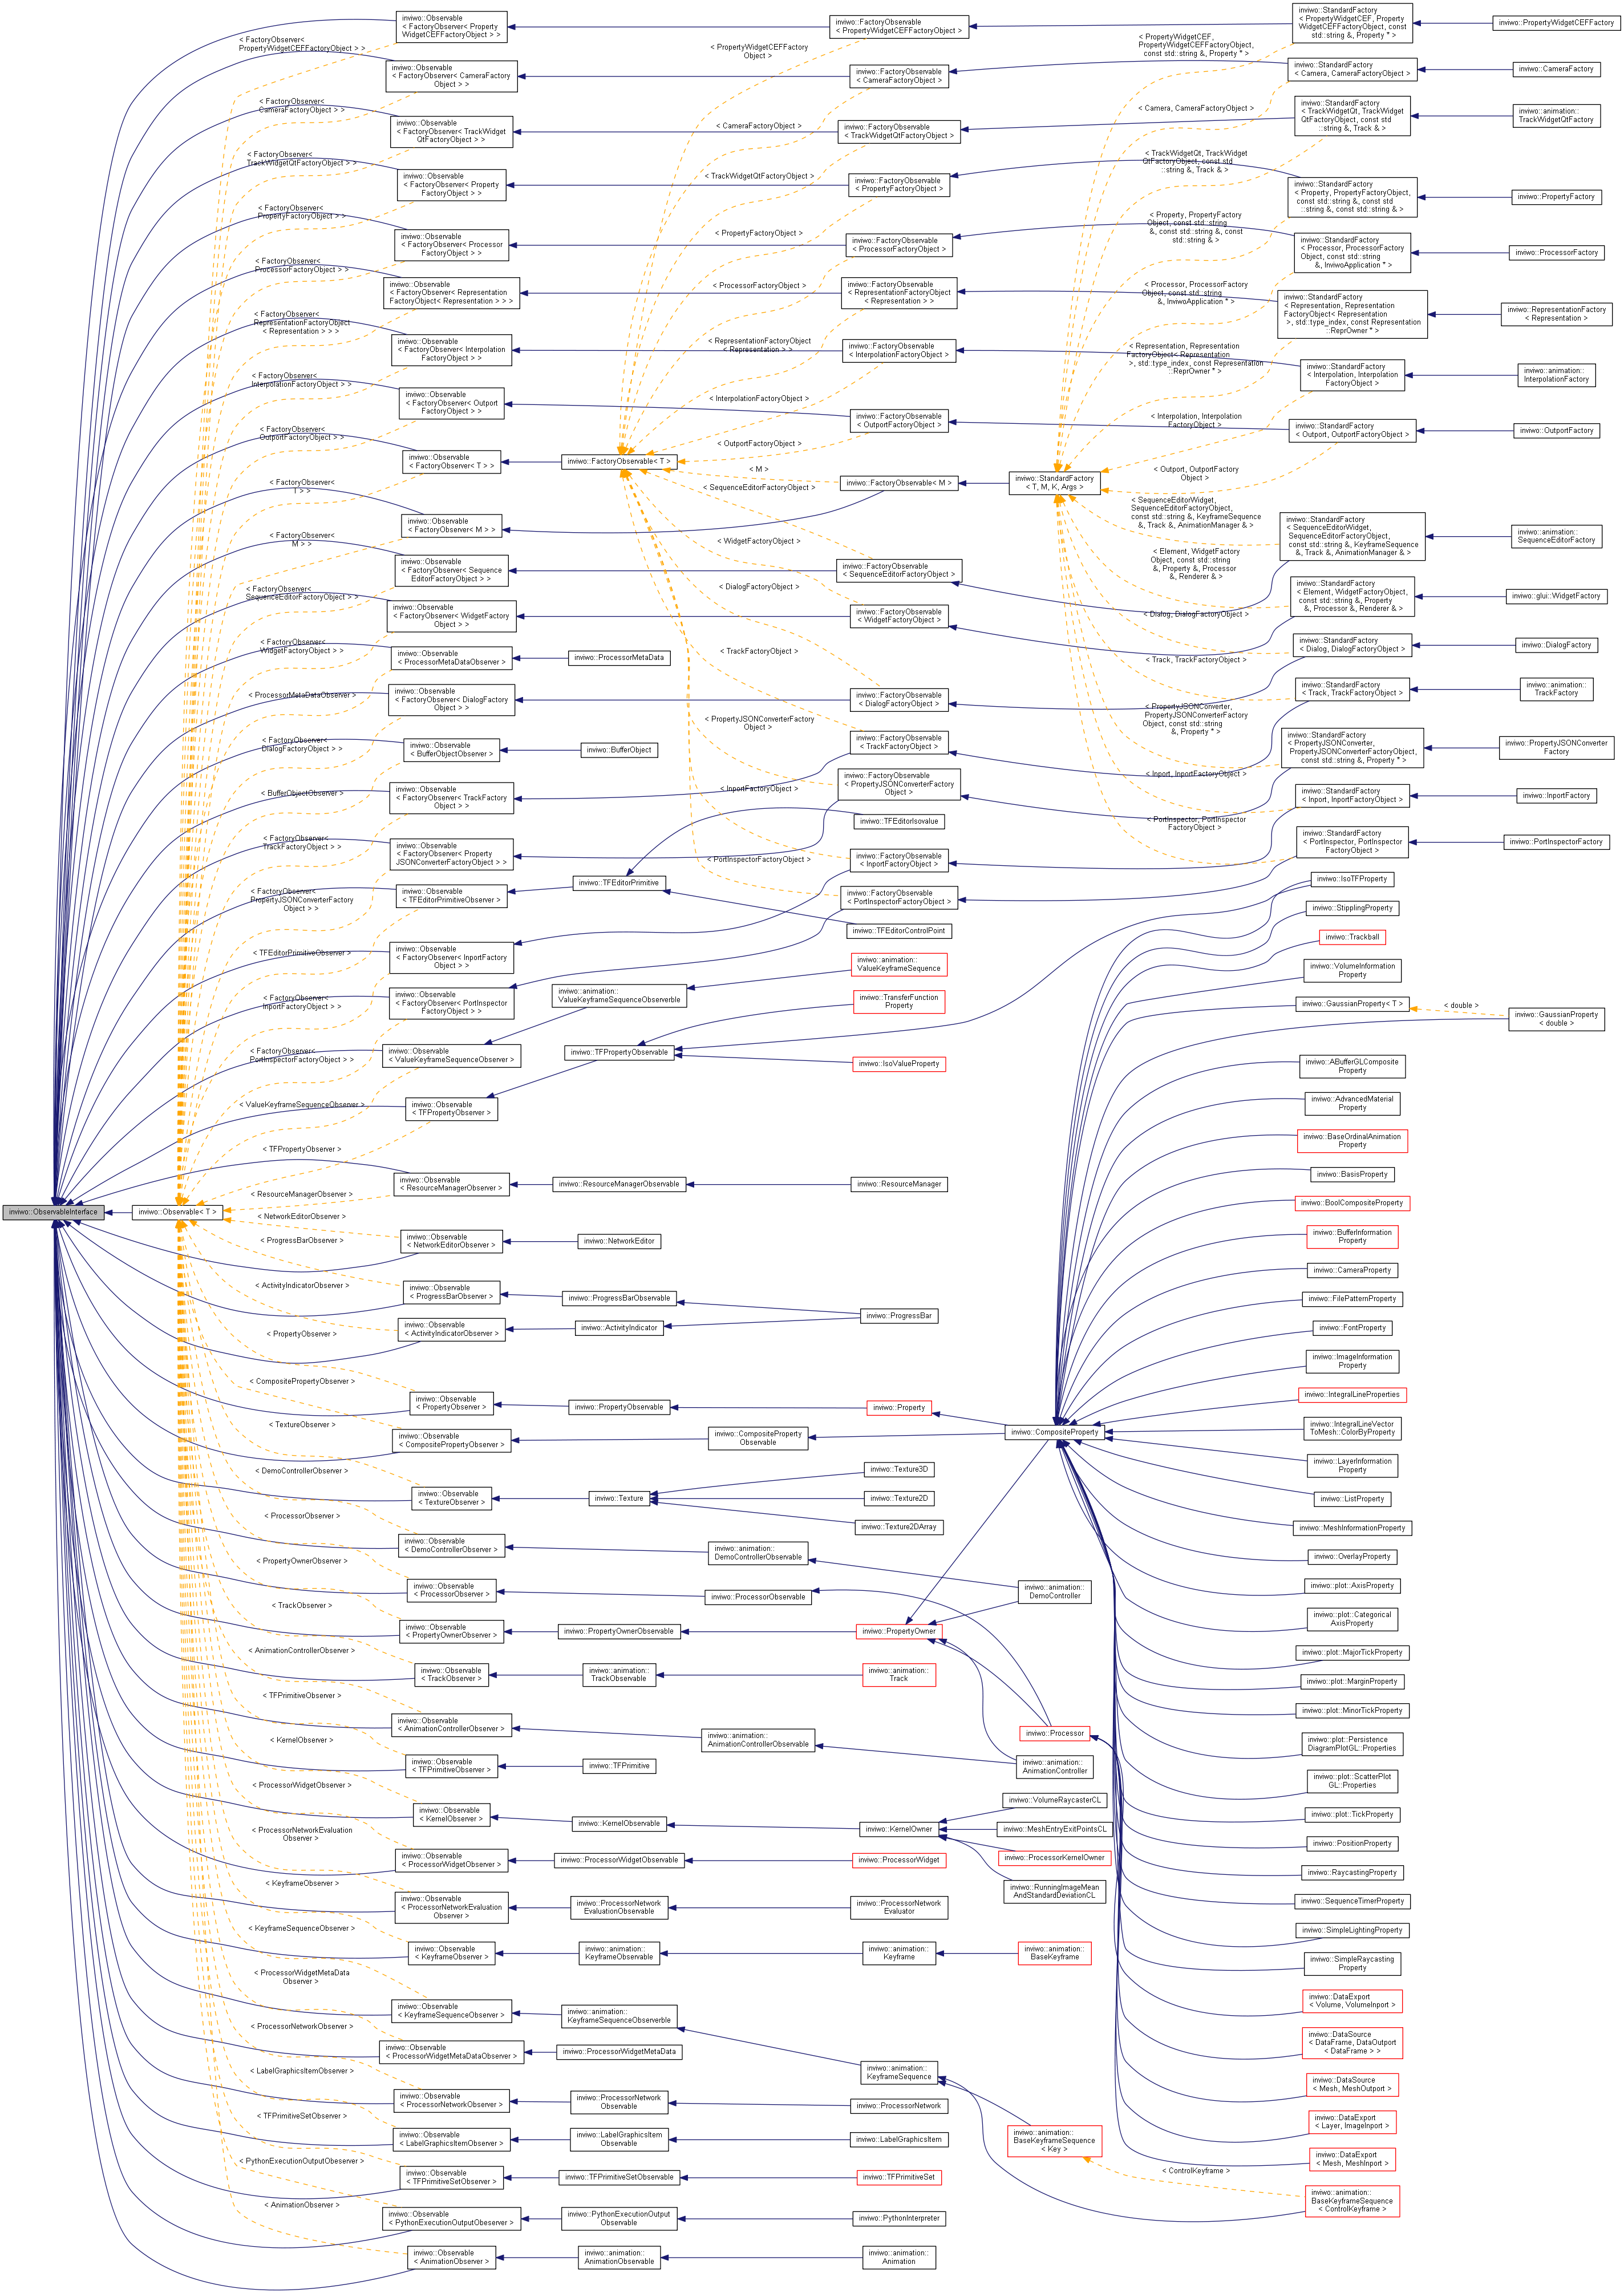 inviwo::ObservableInterface
inviwo::Observable< T >
inviwo::Observable
< FactoryObserver< Property
WidgetCEFFactoryObject > >
inviwo::Observable
< FactoryObserver< CameraFactory
Object > >
inviwo::Observable
< FactoryObserver< TrackWidget
QtFactoryObject > >
inviwo::Observable
< FactoryObserver< Property
FactoryObject > >
inviwo::Observable
< FactoryObserver< Processor
FactoryObject > >
inviwo::Observable
< FactoryObserver< Representation
FactoryObject< Representation > > >
inviwo::Observable
< FactoryObserver< Interpolation
FactoryObject > >
inviwo::Observable
< FactoryObserver< Outport
FactoryObject > >
inviwo::Observable
< FactoryObserver< T > >
inviwo::Observable
< FactoryObserver< M > >
inviwo::Observable
< FactoryObserver< Sequence
EditorFactoryObject > >
inviwo::Observable
< FactoryObserver< WidgetFactory
Object > >
inviwo::Observable
< ProcessorMetaDataObserver >
inviwo::Observable
< FactoryObserver< DialogFactory
Object > >
inviwo::Observable
< BufferObjectObserver >
inviwo::Observable
< FactoryObserver< TrackFactory
Object > >
inviwo::Observable
< FactoryObserver< Property
JSONConverterFactoryObject > >
inviwo::Observable
< TFEditorPrimitiveObserver >
inviwo::Observable
< FactoryObserver< InportFactory
Object > >
inviwo::Observable
< FactoryObserver< PortInspector
FactoryObject > >
inviwo::Observable
< ValueKeyframeSequenceObserver >
inviwo::Observable
< TFPropertyObserver >
inviwo::Observable
< ResourceManagerObserver >
inviwo::Observable
< NetworkEditorObserver >
inviwo::Observable
< ProgressBarObserver >
inviwo::Observable
< ActivityIndicatorObserver >
inviwo::Observable
< PropertyObserver >
inviwo::Observable
< CompositePropertyObserver >
inviwo::Observable
< TextureObserver >
inviwo::Observable
< DemoControllerObserver >
inviwo::Observable
< ProcessorObserver >
inviwo::Observable
< PropertyOwnerObserver >
inviwo::Observable
< TrackObserver >
inviwo::Observable
< AnimationControllerObserver >
inviwo::Observable
< TFPrimitiveObserver >
inviwo::Observable
< KernelObserver >
inviwo::Observable
< ProcessorWidgetObserver >
inviwo::Observable
< ProcessorNetworkEvaluation
Observer >
inviwo::Observable
< KeyframeObserver >
inviwo::Observable
< KeyframeSequenceObserver >
inviwo::Observable
< ProcessorWidgetMetaDataObserver >
inviwo::Observable
< ProcessorNetworkObserver >
inviwo::Observable
< LabelGraphicsItemObserver >
inviwo::Observable
< TFPrimitiveSetObserver >
inviwo::Observable
< PythonExecutionOutputObeserver >
inviwo::Observable
< AnimationObserver >
< FactoryObserver<
PropertyWidgetCEFFactoryObject > >
< FactoryObserver<
CameraFactoryObject > >
< FactoryObserver<
TrackWidgetQtFactoryObject > >
< FactoryObserver<
PropertyFactoryObject > >
< FactoryObserver<
ProcessorFactoryObject > >
< FactoryObserver<
RepresentationFactoryObject
< Representation > > >
< FactoryObserver<
InterpolationFactoryObject > >
< FactoryObserver<
OutportFactoryObject > >
< FactoryObserver<
T > >
< FactoryObserver<
M > >
< FactoryObserver<
SequenceEditorFactoryObject > >
< FactoryObserver<
WidgetFactoryObject > >
< ProcessorMetaDataObserver >
< FactoryObserver<
DialogFactoryObject > >
< BufferObjectObserver >
< FactoryObserver<
TrackFactoryObject > >
< FactoryObserver<
PropertyJSONConverterFactory
Object > >
< TFEditorPrimitiveObserver >
< FactoryObserver<
InportFactoryObject > >
< FactoryObserver<
PortInspectorFactoryObject > >
< ValueKeyframeSequenceObserver >
< TFPropertyObserver >
< ResourceManagerObserver >
< NetworkEditorObserver >
< ProgressBarObserver >
< ActivityIndicatorObserver >
< PropertyObserver >
< CompositePropertyObserver >
< TextureObserver >
< DemoControllerObserver >
< ProcessorObserver >
< PropertyOwnerObserver >
< TrackObserver >
< AnimationControllerObserver >
< TFPrimitiveObserver >
< KernelObserver >
< ProcessorWidgetObserver >
< ProcessorNetworkEvaluation
Observer >
< KeyframeObserver >
< KeyframeSequenceObserver >
< ProcessorWidgetMetaData
Observer >
< ProcessorNetworkObserver >
< LabelGraphicsItemObserver >
< TFPrimitiveSetObserver >
< PythonExecutionOutputObeserver >
< AnimationObserver >
inviwo::FactoryObservable< T >
inviwo::ProcessorMetaData
inviwo::BufferObject
inviwo::TFEditorPrimitive
inviwo::animation::
ValueKeyframeSequenceObserverble
inviwo::TFPropertyObservable
inviwo::ResourceManagerObservable
inviwo::NetworkEditor
inviwo::ProgressBarObservable
inviwo::ActivityIndicator
inviwo::PropertyObservable
inviwo::CompositeProperty
Observable
inviwo::Texture
inviwo::animation::
DemoControllerObservable
inviwo::ProcessorObservable
inviwo::PropertyOwnerObservable
inviwo::animation::
TrackObservable
inviwo::animation::
AnimationControllerObservable
inviwo::TFPrimitive
inviwo::KernelObservable
inviwo::ProcessorWidgetObservable
inviwo::ProcessorNetwork
EvaluationObservable
inviwo::animation::
KeyframeObservable
inviwo::animation::
KeyframeSequenceObserverble
inviwo::ProcessorWidgetMetaData
inviwo::ProcessorNetwork
Observable
inviwo::LabelGraphicsItem
Observable
inviwo::TFPrimitiveSetObservable
inviwo::PythonExecutionOutput
Observable
inviwo::animation::
AnimationObservable
< PropertyWidgetCEFFactory
Object >
< CameraFactoryObject >
< TrackWidgetQtFactoryObject >
< PropertyFactoryObject >
< ProcessorFactoryObject >
< RepresentationFactoryObject
< Representation > >
< InterpolationFactoryObject >
< OutportFactoryObject >
< M >
< SequenceEditorFactoryObject >
< WidgetFactoryObject >
< DialogFactoryObject >
< TrackFactoryObject >
< PropertyJSONConverterFactory
Object >
< InportFactoryObject >
< PortInspectorFactoryObject >
inviwo::FactoryObservable
< PropertyWidgetCEFFactoryObject >
inviwo::FactoryObservable
< CameraFactoryObject >
inviwo::FactoryObservable
< TrackWidgetQtFactoryObject >
inviwo::FactoryObservable
< PropertyFactoryObject >
inviwo::FactoryObservable
< ProcessorFactoryObject >
inviwo::FactoryObservable
< RepresentationFactoryObject
< Representation > >
inviwo::FactoryObservable
< InterpolationFactoryObject >
inviwo::FactoryObservable
< OutportFactoryObject >
inviwo::FactoryObservable< M >
inviwo::FactoryObservable
< SequenceEditorFactoryObject >
inviwo::FactoryObservable
< WidgetFactoryObject >
inviwo::FactoryObservable
< DialogFactoryObject >
inviwo::FactoryObservable
< TrackFactoryObject >
inviwo::FactoryObservable
< PropertyJSONConverterFactory
Object >
inviwo::TFEditorIsovalue
inviwo::FactoryObservable
< InportFactoryObject >
inviwo::FactoryObservable
< PortInspectorFactoryObject >
inviwo::TFEditorControlPoint
inviwo::animation::
ValueKeyframeSequence
inviwo::TransferFunction
Property
inviwo::IsoValueProperty
inviwo::ResourceManager
inviwo::ProgressBar
inviwo::Property
inviwo::Texture3D
inviwo::Texture2D
inviwo::Texture2DArray
inviwo::PropertyOwner
inviwo::animation::
Track
inviwo::KernelOwner
inviwo::ProcessorWidget
inviwo::ProcessorNetwork
Evaluator
inviwo::animation::
Keyframe
inviwo::animation::
KeyframeSequence
inviwo::ProcessorNetwork
inviwo::LabelGraphicsItem
inviwo::TFPrimitiveSet
inviwo::PythonInterpreter
inviwo::animation::
Animation
inviwo::StandardFactory
< T, M, K, Args >
inviwo::CompositeProperty
inviwo::animation::
DemoController
inviwo::Processor
inviwo::animation::
AnimationController
inviwo::VolumeRaycasterCL
inviwo::MeshEntryExitPointsCL
inviwo::ProcessorKernelOwner
inviwo::RunningImageMean
AndStandardDeviationCL
inviwo::animation::
BaseKeyframe
inviwo::animation::
BaseKeyframeSequence
< Key >
< PropertyWidgetCEF,
PropertyWidgetCEFFactoryObject,
const std::string &, Property * >
< Camera, CameraFactoryObject >
< TrackWidgetQt, TrackWidget
QtFactoryObject, const std
::string &, Track & >
< Property, PropertyFactory
Object, const std::string
&, const std::string &, const
std::string & >
< Processor, ProcessorFactory
Object, const std::string
&, InviwoApplication * >
< Representation, Representation
FactoryObject< Representation
>, std::type_index, const Representation
::ReprOwner * >
< Interpolation, Interpolation
FactoryObject >
< Outport, OutportFactory
Object >
< SequenceEditorWidget,
SequenceEditorFactoryObject,
const std::string &, KeyframeSequence
&, Track &, AnimationManager & >
< Element, WidgetFactory
Object, const std::string
&, Property &, Processor
&, Renderer & >
< Dialog, DialogFactoryObject >
< Track, TrackFactoryObject >
< PropertyJSONConverter,
PropertyJSONConverterFactory
Object, const std::string
&, Property * >
< Inport, InportFactoryObject >
< PortInspector, PortInspector
FactoryObject >
< double >
< ControlKeyframe >
inviwo::StandardFactory
< PropertyWidgetCEF, Property
WidgetCEFFactoryObject, const
std::string &, Property * >
inviwo::StandardFactory
< Camera, CameraFactoryObject >
inviwo::StandardFactory
< TrackWidgetQt, TrackWidget
QtFactoryObject, const std
::string &, Track & >
inviwo::StandardFactory
< Property, PropertyFactoryObject,
const std::string &, const std
::string &, const std::string & >
inviwo::StandardFactory
< Processor, ProcessorFactory
Object, const std::string
&, InviwoApplication * >
inviwo::StandardFactory
< Representation, Representation
FactoryObject< Representation
>, std::type_index, const Representation
::ReprOwner * >
inviwo::StandardFactory
< Interpolation, Interpolation
FactoryObject >
inviwo::StandardFactory
< Outport, OutportFactoryObject >
inviwo::StandardFactory
< SequenceEditorWidget,
SequenceEditorFactoryObject,
const std::string &, KeyframeSequence
&, Track &, AnimationManager & >
inviwo::StandardFactory
< Element, WidgetFactoryObject,
const std::string &, Property
&, Processor &, Renderer & >
inviwo::StandardFactory
< Dialog, DialogFactoryObject >
inviwo::StandardFactory
< Track, TrackFactoryObject >
inviwo::StandardFactory
< PropertyJSONConverter,
PropertyJSONConverterFactoryObject,
const std::string &, Property * >
inviwo::StandardFactory
< Inport, InportFactoryObject >
inviwo::StandardFactory
< PortInspector, PortInspector
FactoryObject >
inviwo::IsoTFProperty
inviwo::StipplingProperty
inviwo::Trackball
inviwo::VolumeInformation
Property
inviwo::GaussianProperty< T >
inviwo::ABufferGLComposite
Property
inviwo::AdvancedMaterial
Property
inviwo::BaseOrdinalAnimation
Property
inviwo::BasisProperty
inviwo::BoolCompositeProperty
inviwo::BufferInformation
Property
inviwo::CameraProperty
inviwo::FilePatternProperty
inviwo::FontProperty
inviwo::ImageInformation
Property
inviwo::IntegralLineProperties
inviwo::IntegralLineVector
ToMesh::ColorByProperty
inviwo::LayerInformation
Property
inviwo::ListProperty
inviwo::MeshInformationProperty
inviwo::OverlayProperty
inviwo::plot::AxisProperty
inviwo::plot::Categorical
AxisProperty
inviwo::plot::MajorTickProperty
inviwo::plot::MarginProperty
inviwo::plot::MinorTickProperty
inviwo::plot::Persistence
DiagramPlotGL::Properties
inviwo::plot::ScatterPlot
GL::Properties
inviwo::plot::TickProperty
inviwo::PositionProperty
inviwo::RaycastingProperty
inviwo::SequenceTimerProperty
inviwo::SimpleLightingProperty
inviwo::SimpleRaycasting
Property
inviwo::DataExport
< Volume, VolumeInport >
inviwo::DataSource
< DataFrame, DataOutport
< DataFrame > >
inviwo::DataSource
< Mesh, MeshOutport >
inviwo::DataExport
< Layer, ImageInport >
inviwo::DataExport
< Mesh, MeshInport >
inviwo::animation::
BaseKeyframeSequence
< ControlKeyframe >
inviwo::PropertyWidgetCEFFactory
inviwo::CameraFactory
inviwo::animation::
TrackWidgetQtFactory
inviwo::PropertyFactory
inviwo::ProcessorFactory
inviwo::RepresentationFactory
< Representation >
inviwo::animation::
InterpolationFactory
inviwo::OutportFactory
inviwo::animation::
SequenceEditorFactory
inviwo::glui::WidgetFactory
inviwo::DialogFactory
inviwo::animation::
TrackFactory
inviwo::PropertyJSONConverter
Factory
inviwo::InportFactory
inviwo::PortInspectorFactory
inviwo::GaussianProperty
< double >